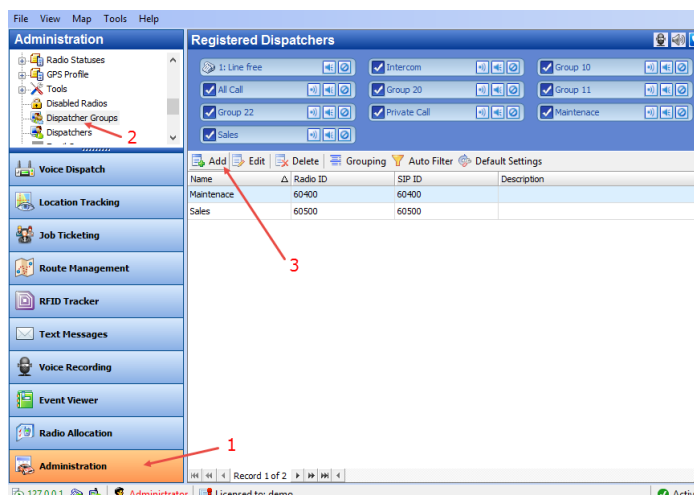 File View Map Tools Help
Administration
Registered Dispatchers
Radio Statuses
GPS Profile
Tools
Disabled Radios
Dispatcher Groups
Dispatchers
2
1: Line free
Intercom
Group 10
All Call
Group 20
Group 11
Group 22
Private Call
Maintenace
Sales
Add Edit Delete Grouping Auto Filter Default Settings
Name Radio ID SIP ID Description
Maintenace 60400 60400
Sales 60500 60500
3
Voice Dispatch
Location Tracking
Job Ticketing
Route Management
RFID Tracker
Text Messages
Voice Recording
Event Viewer
Radio Allocation
Administration
1
Record 1 of 2
127.0.0.1 Administrator Licensed to: demo